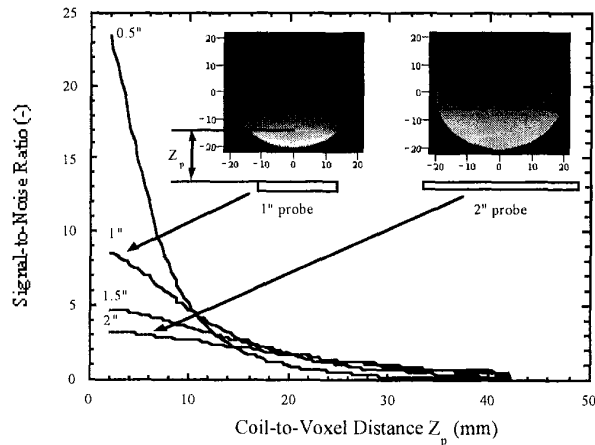 Signal-to-Noise Ratio (-)
25
20
15
10
5
0
0.5"
1"
1.5"
2"
Z_p
20
10
0
-10
-20
-20 -10 0 10 20
20
10
0
-10
-20
-20 -10 0 10 20
1" probe
2" probe
0 10 20 30 40 50
Coil-to-Voxel Distance Z_p (mm)